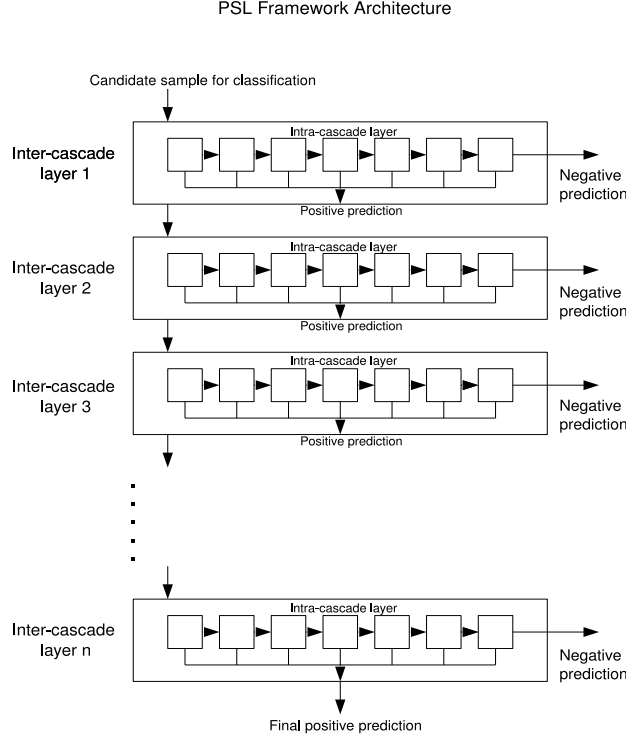 PSL Framework Architecture
Candidate sample for classification
Intra-cascade layer
Inter-cascade
layer 1
Negative
prediction
Positive prediction
Intra-cascade layer
Inter-cascade
layer 2
Negative
prediction
Positive prediction
Intra-cascade layer
Inter-cascade
layer 3
Negative
prediction
Positive prediction
Intra-cascade layer
Inter-cascade
layer n
Negative
prediction
Final positive prediction